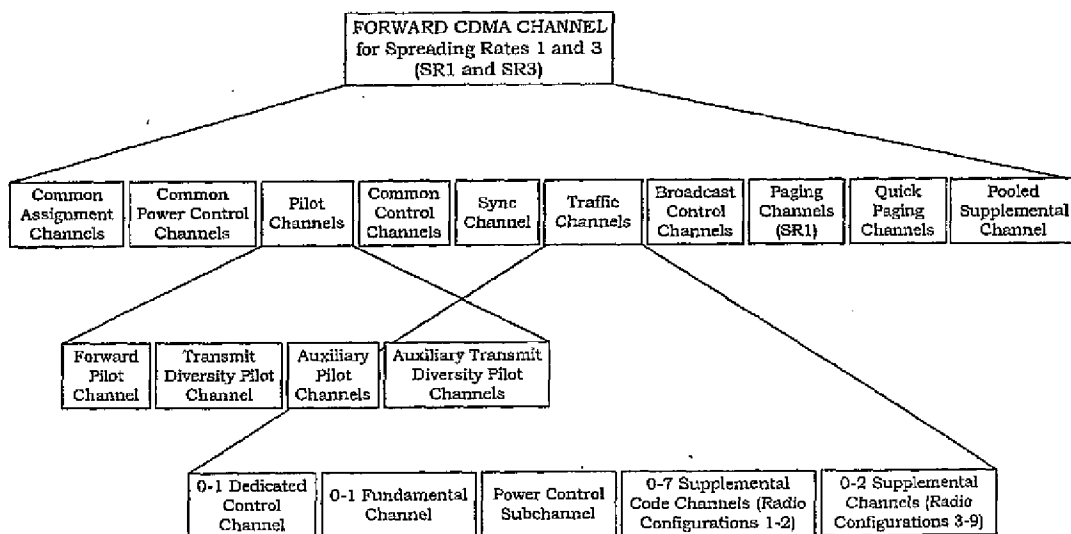 FORWARD CDMA CHANNEL
for Spreading Rates 1 and 3
(SR1 and SR3)
Common
Assignment
Channels
Common
Power Control
Channels
Pilot
Channels
Common
Control
Channels
Sync
Channel
Traffic
Channels
Broadcast
Control
Channels
Paging
Channels
(SR1)
Quick
Paging
Channels
Pooled
Supplemental
Channel
Forward
Pilot
Channel
Transmit
Diversity Pilot
Channel
Auxiliary
Pilot
Channels
Auxiliary Transmit
Diversity Pilot
Channels
0-1 Dedicated
Control
Channel
0-1 Fundamental
Channel
Power Control
Subchannel
0-7 Supplemental
Code Channels (Radio
Configurations 1-2)
0-2 Supplemental
Channels (Radio
Configurations 3-9)